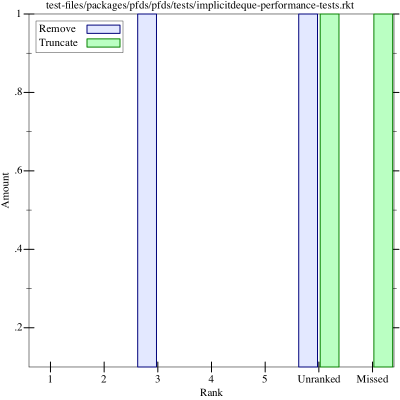 test-files/packages/pfds/pfds/tests/implicitdeque-performance-tests.rkt
1
Remove
Truncate
.8
.6
.4
.2
Amount
1 2 3 4 5 Unranked Missed
Rank